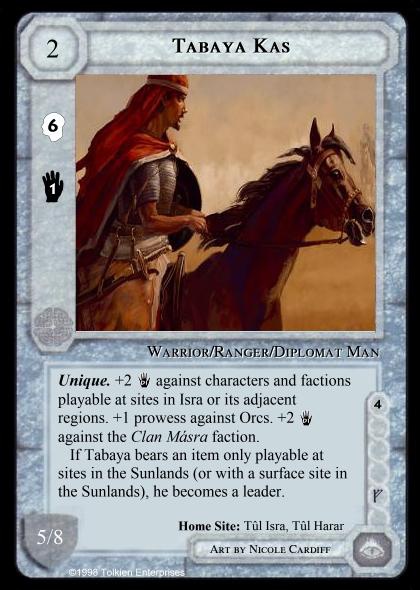 2
TABAYA KAS
6
1
WARRIOR/RANGER/DIPLOMAT MAN
Unique. +2 against characters and factions
playable at sites in Isra or its adjacent
regions. +1 prowess against Orcs. +2
against the Clan Másra faction.
If Tabaya bears an item only playable at
sites in the Sunlands (or with a surface site in
the Sunlands), he becomes a leader.
4
Home Site: Tûl Isra, Tûl Harar
5/8
ART BY NICOLE CARDIFF
©1998 Tolkien Enterprises